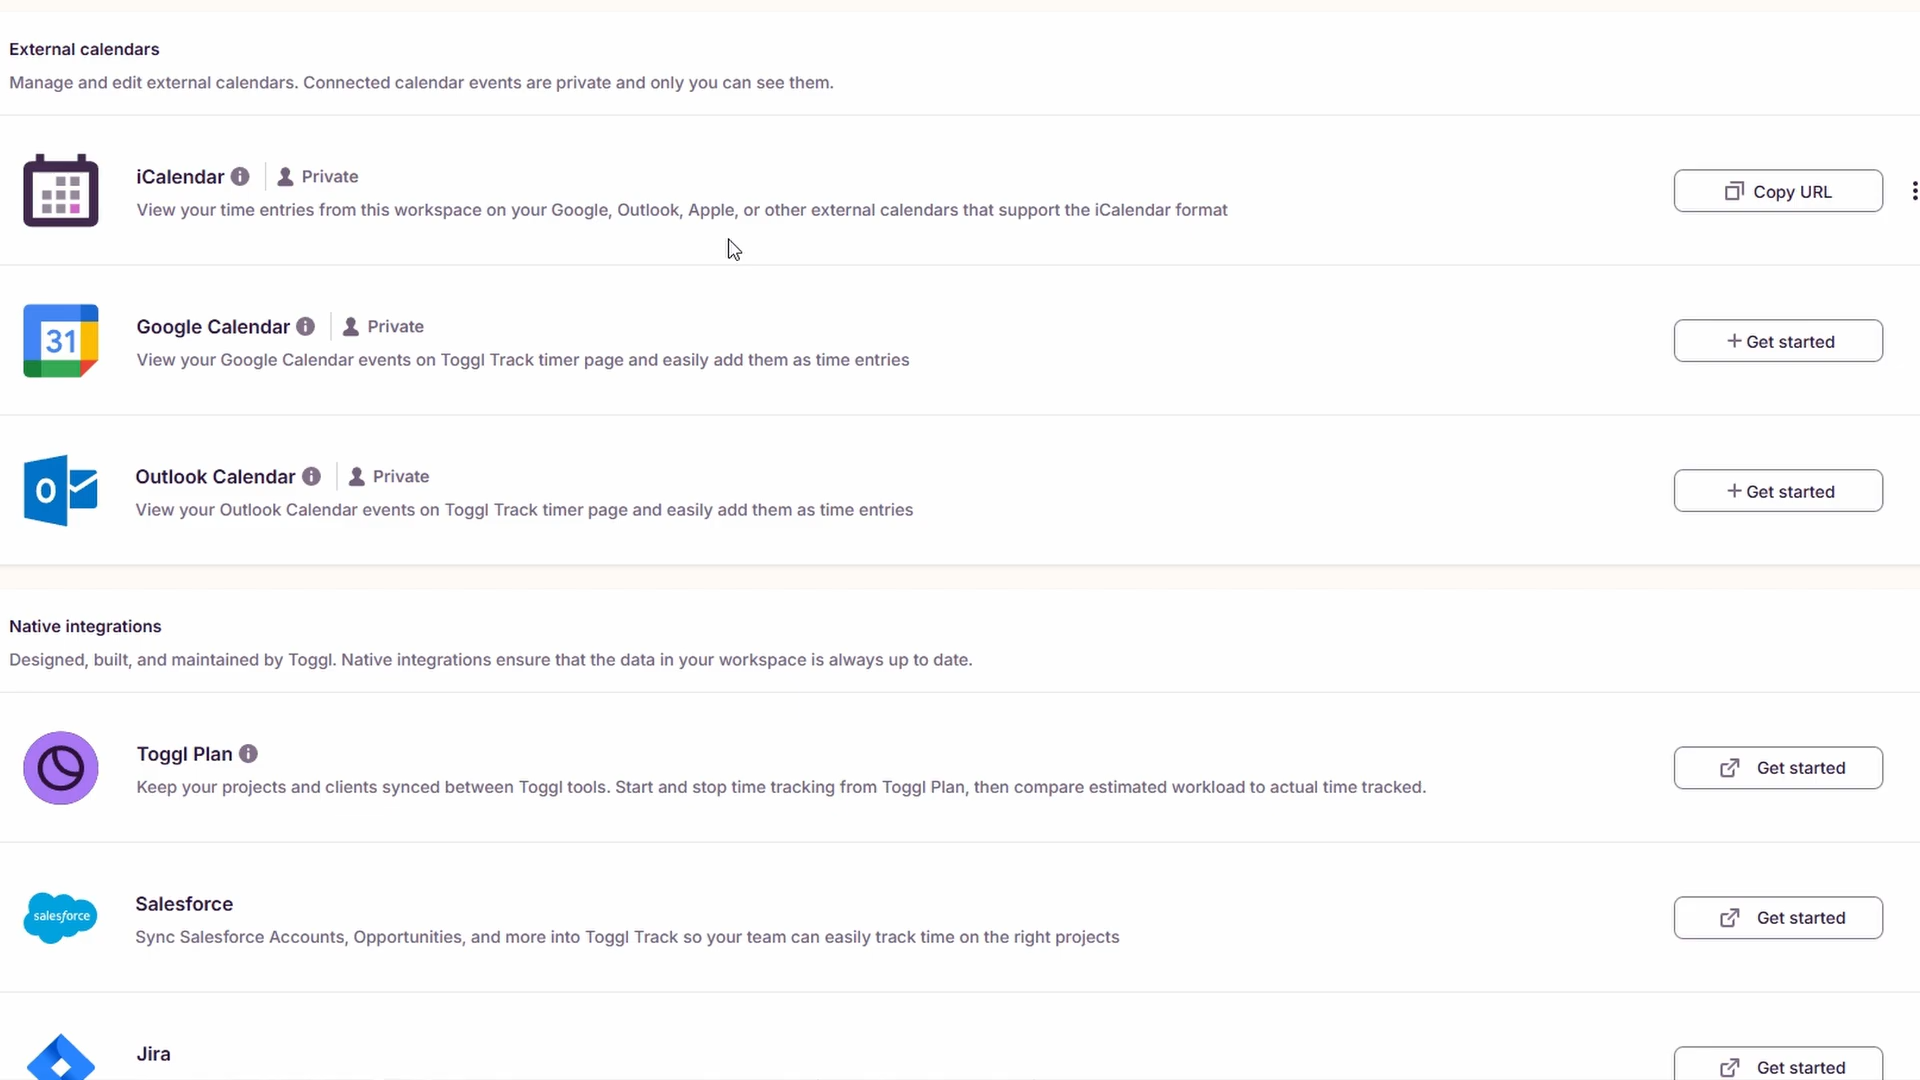 External calendars
Manage and edit external calendars. Connected calendar events are private and only you can see them.
iCalendar Private
View your time entries from this workspace on your Google, Outlook, Apple, or other external calendars that support the iCalendar format
Copy URL
31
Google Calendar Private
View your Google Calendar events on Toggl Track timer page and easily add them as time entries
Get started
Outlook Calendar Private
View your Outlook Calendar events on Toggl Track timer page and easily add them as time entries
Get started
Native integrations
Designed, built, and maintained by Toggl. Native integrations ensure that the data in your workspace is always up to date.
Toggl Plan
Keep your projects and clients synced between Toggl tools. Start and stop time tracking from Toggl Plan, then compare estimated workload to actual time tracked.
Get started
salesforce
Salesforce
Sync Salesforce Accounts, Opportunities, and more into Toggl Track so your team can easily track time on the right projects
Get started
Jira
Get started